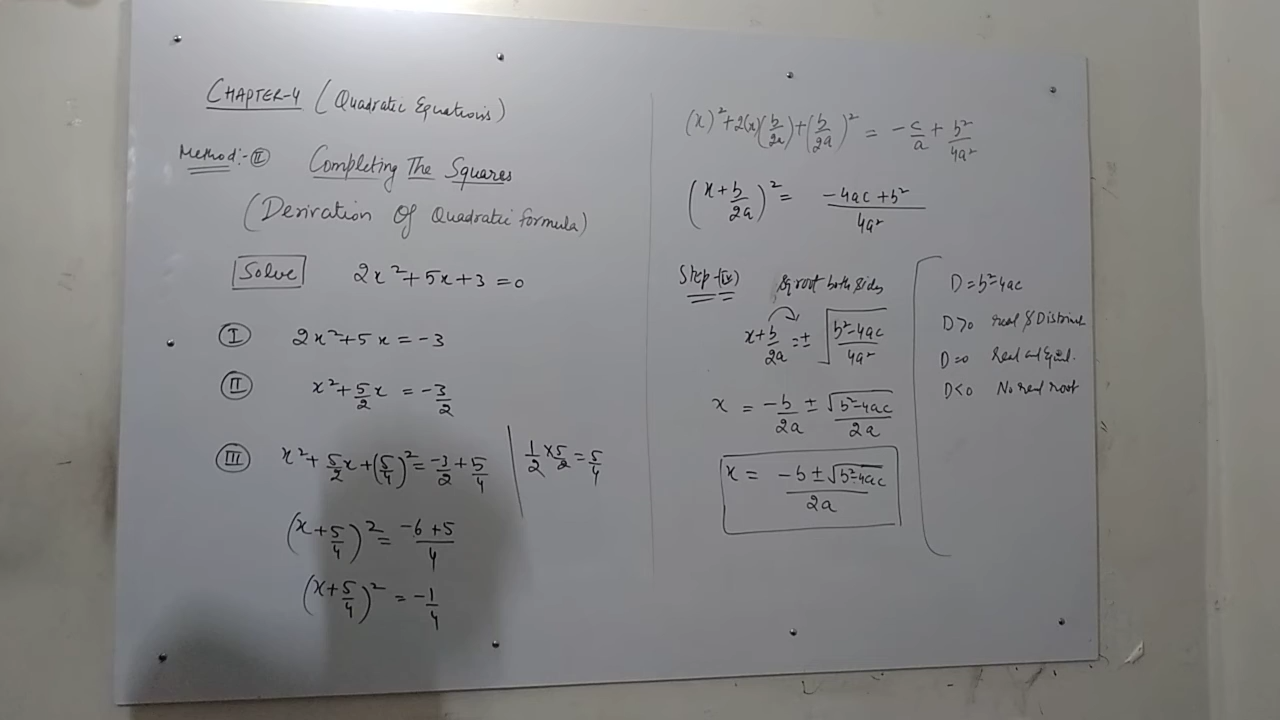 CHAPTER-4 (Quadratic Equations)
Method:- II Completing The Squares
(Derivation Of Quadratic formula)
Solve 2x²+5x+3=0
I 2x²+5x=-3
II x²+5/2x=-3/2
III x²+5/2x+(5/4)²=-3/2+5/4 | 1/2×5/2=5/4
(x+5/4)²=-6+5/4
(x+5/4)²=-1/4
(x)²+2(x)(b/2a)+(b/2a)²=-c/a+b²/4a²
(x+b/2a)²=-4ac+b²/4a²
Step-IV Sq root both sides
x+b/2a=±√b²-4ac/4a²
x=-b/2a±√b²-4ac/2a
x=-b±√b²-4ac/2a
D=b²-4ac
D>0 real & Distinct
D=0 Real and Equal.
D<0 No real root